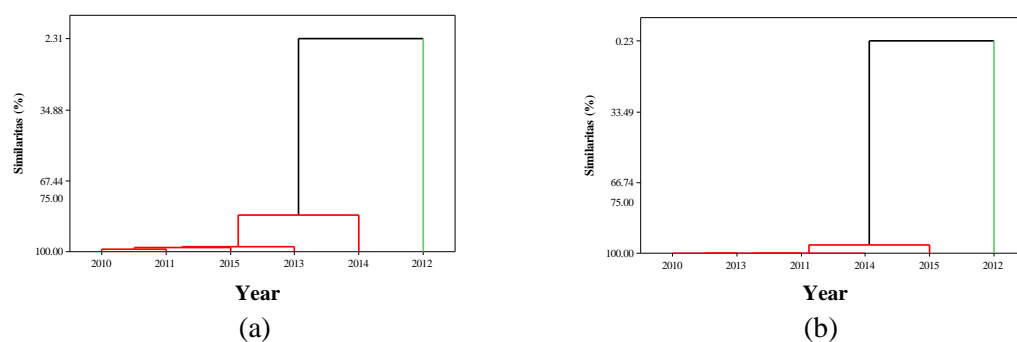 2.31
34.88
67.44
75.00
100.00
Similaritas (%)
2010 2011 2015 2013 2014 2012
Year
(a)
0.23
33.49
66.74
75.00
100.00
Similaritas (%)
2010 2013 2011 2014 2015 2012
Year
(b)